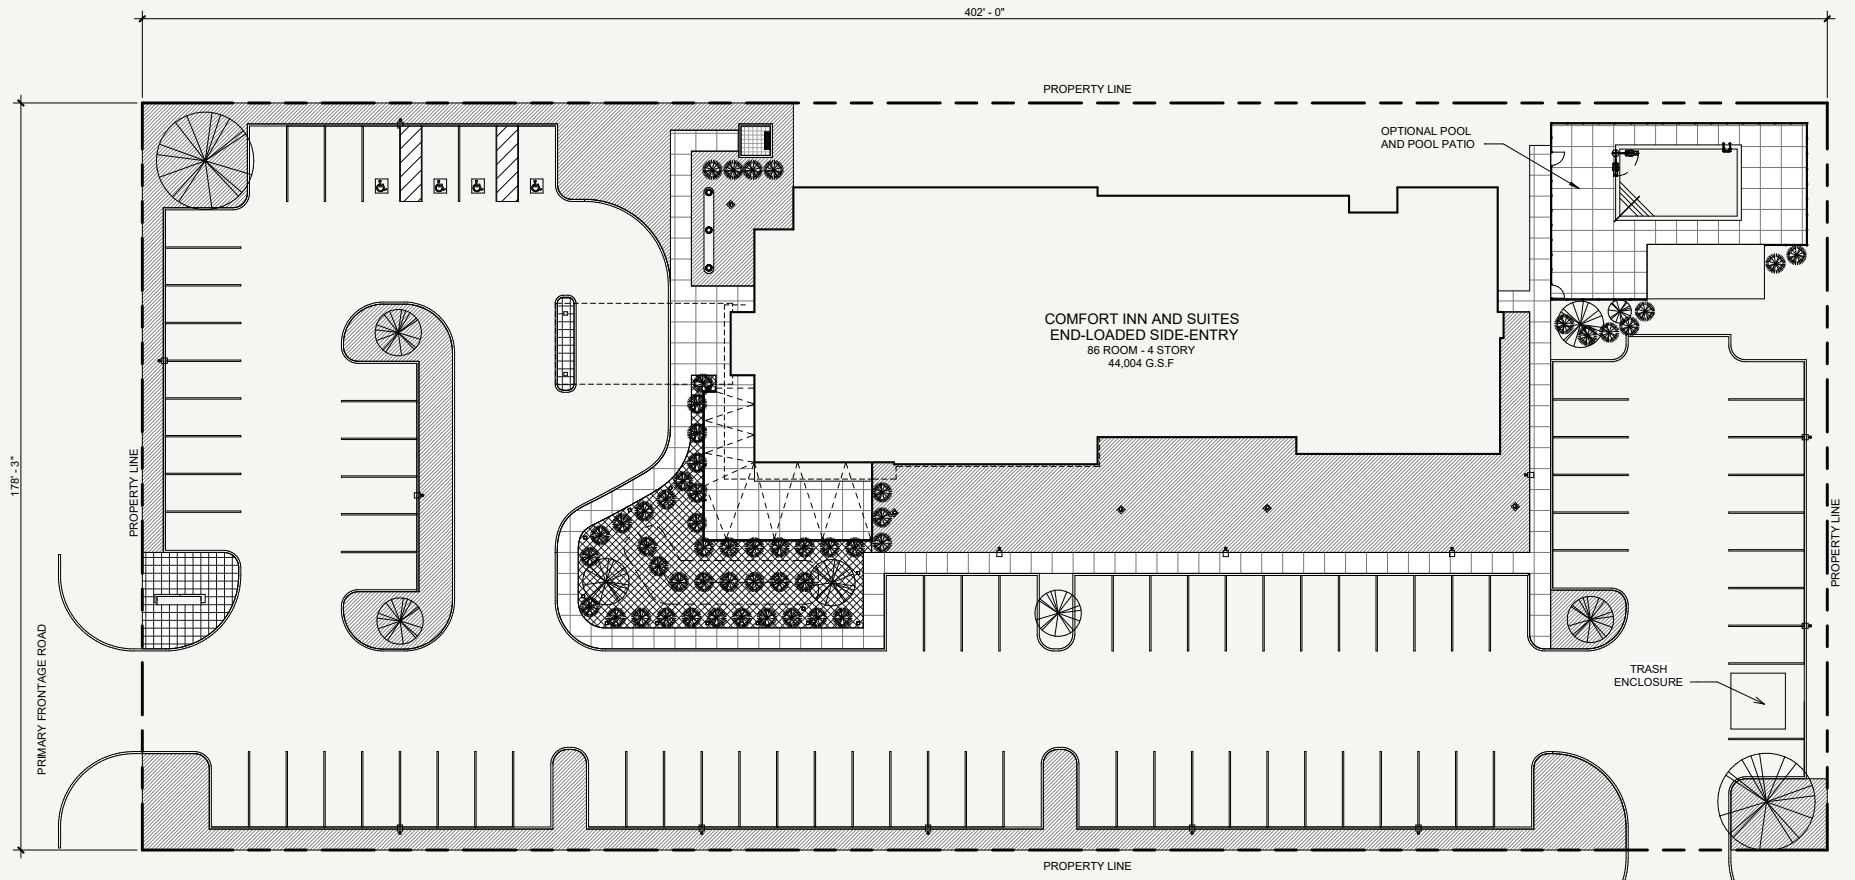 402' - 0"
PROPERTY LINE
OPTIONAL POOL
AND POOL PATIO
COMFORT INN AND SUITES
END-LOADED SIDE-ENTRY
86 ROOM - 4 STORY
44,004 G.S.F
178' - 3"
PROPERTY LINE
PROPERTY LINE
PRIMARY FRONTAGE ROAD
TRASH
ENCLOSURE
PROPERTY LINE